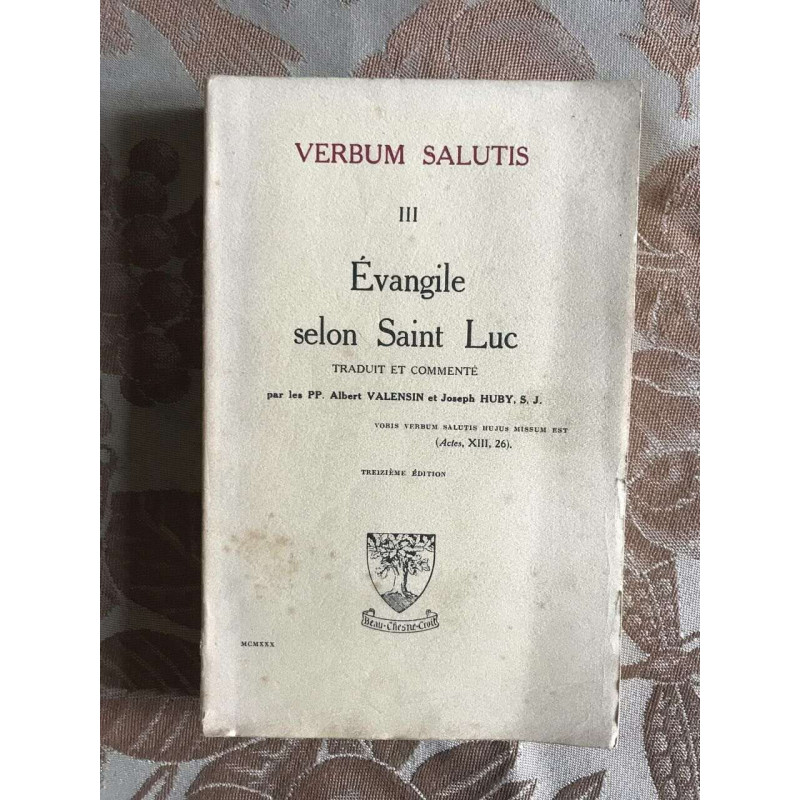 VERBUM SALUTIS
III
Évangile
selon Saint Luc
TRADUIT ET COMMENTÉ
par les PP. Albert VALENSIN et Joseph HUBY, S. J.
VOBIS VERBUM SALUTIS HUJUS MISSUM EST
(Actes, XIII, 26).
TREIZIÈME ÉDITION
Beau-Chesne-Croit
MCMXXX